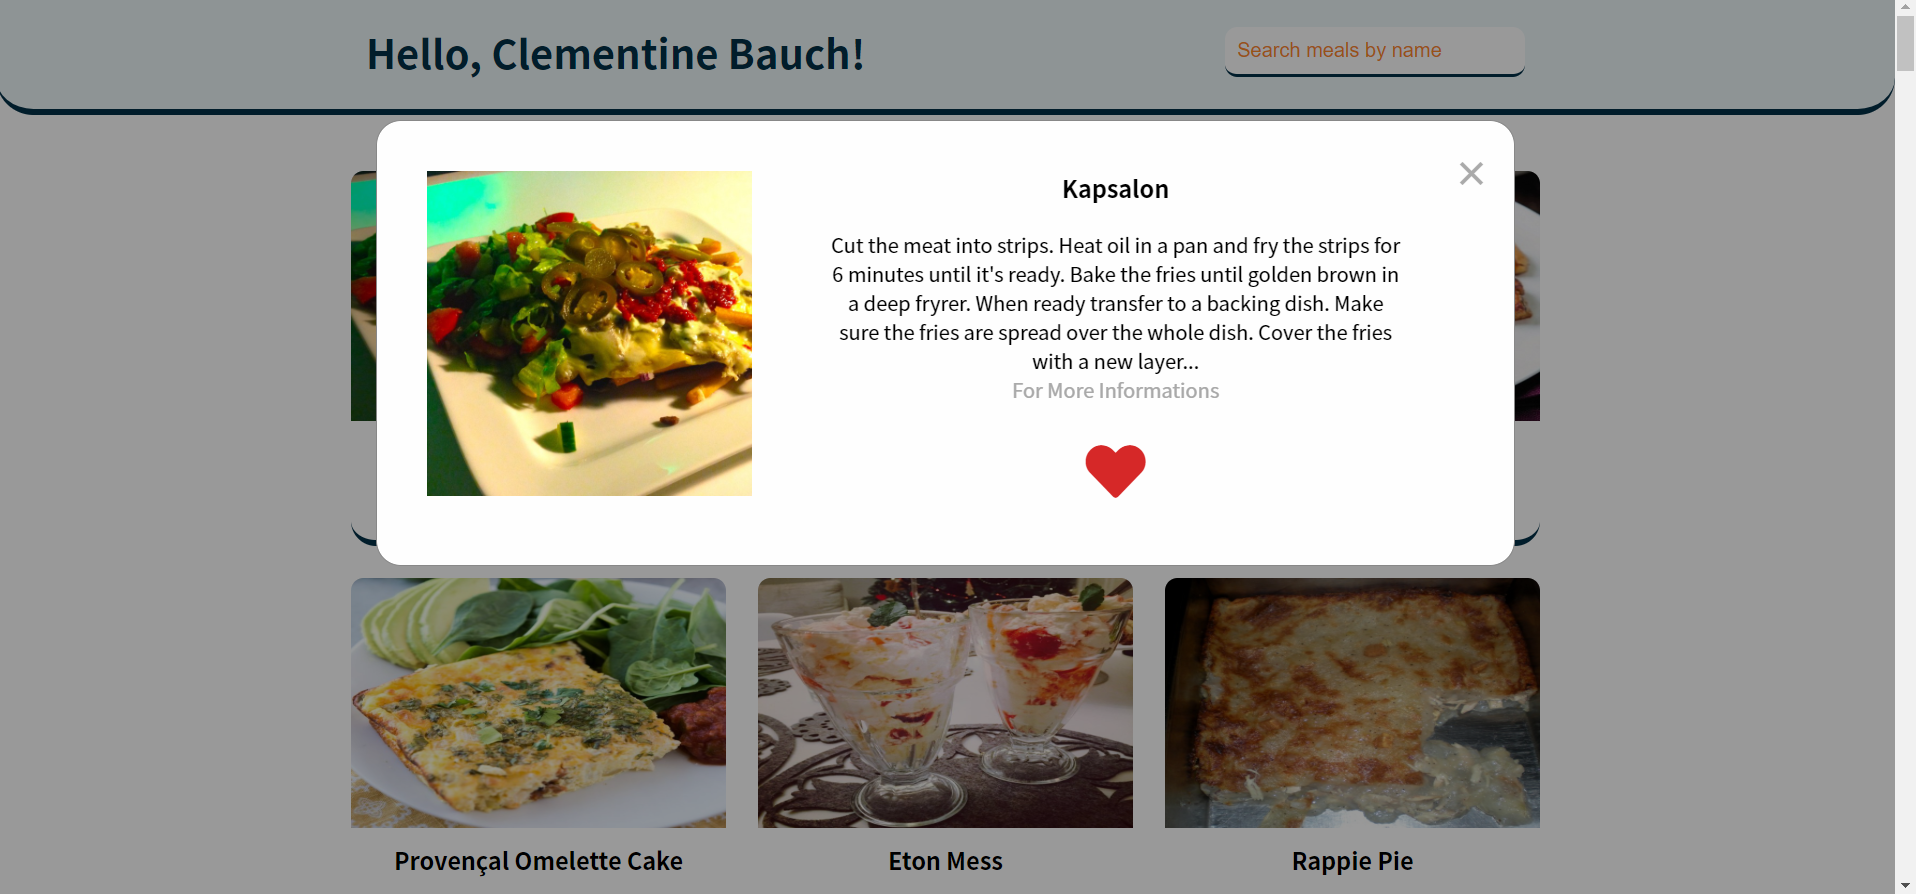 Hello, Clementine Bauch!
Search meals by name
Kapsalon
Cut the meat into strips. Heat oil in a pan and fry the strips for
6 minutes until it's ready. Bake the fries until golden brown in
a deep fryrer. When ready transfer to a backing dish. Make
sure the fries are spread over the whole dish. Cover the fries
with a new layer...
For More Informations
Provençal Omelette Cake
Eton Mess
Rappie Pie